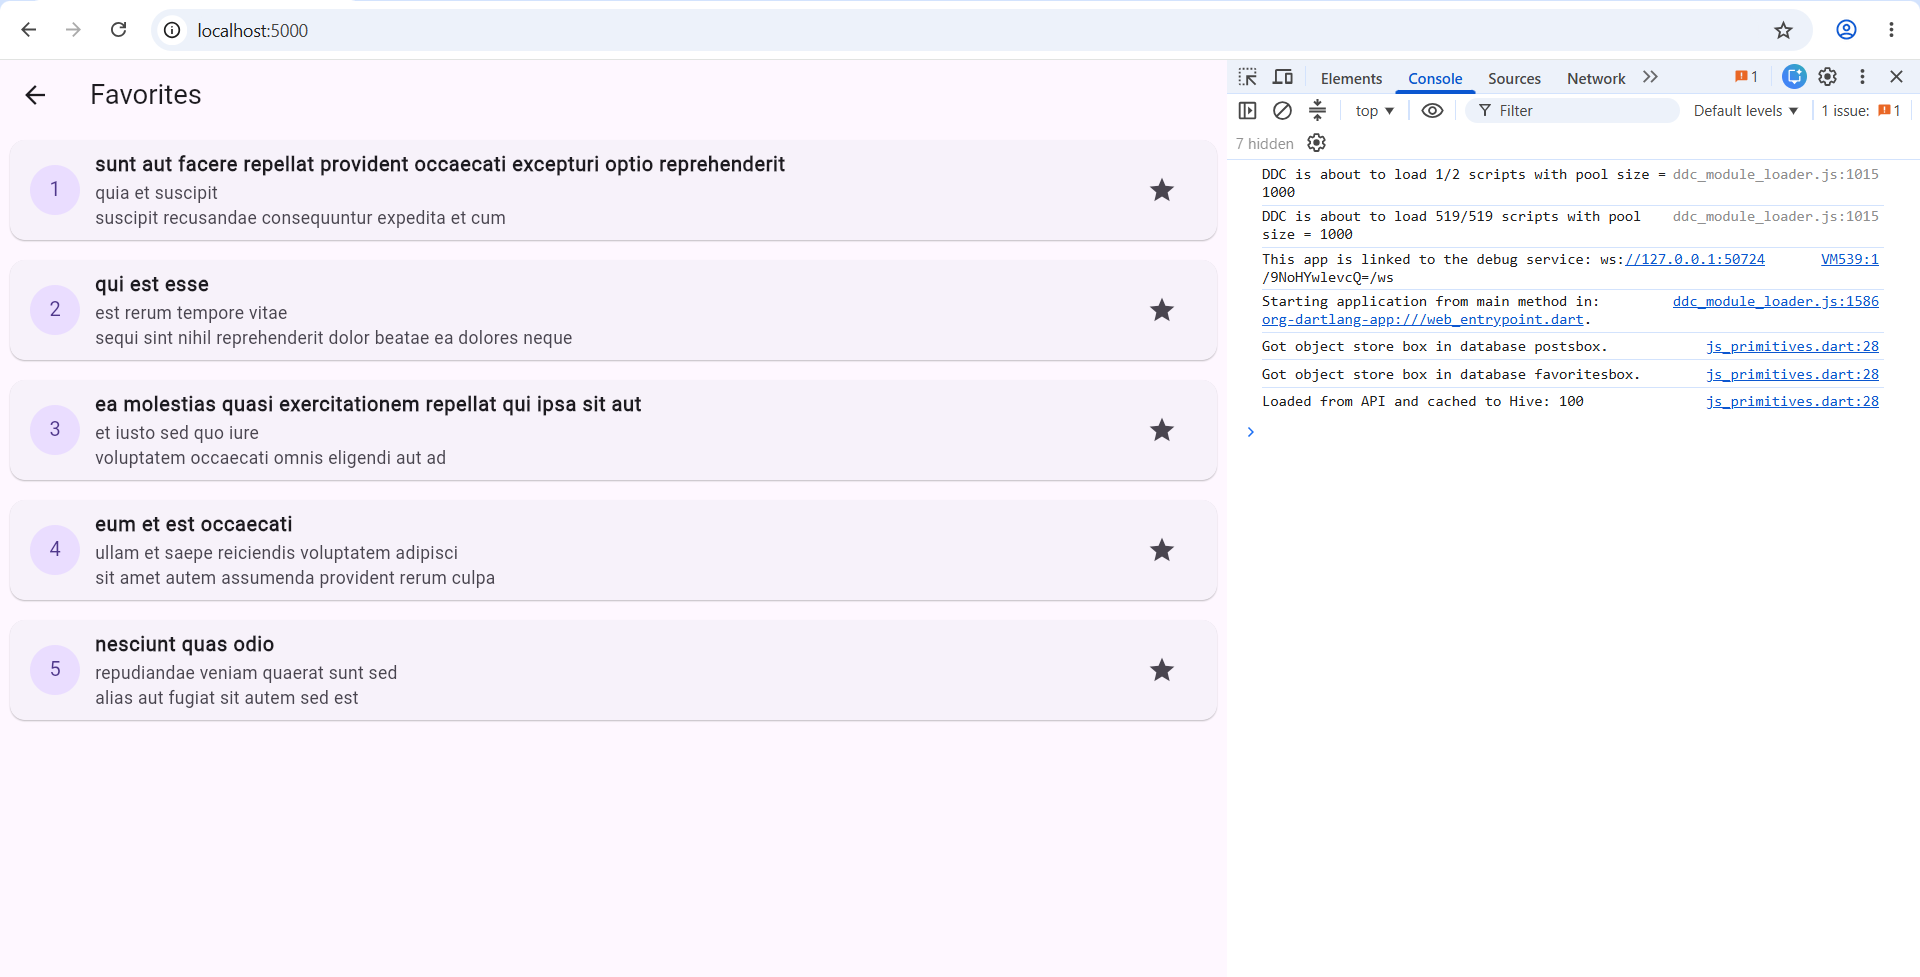 localhost:5000
Favorites
1
sunt aut facere repellat provident occaecati excepturi optio reprehenderit
quia et suscipit
suscipit recusandae consequuntur expedita et cum
2
qui est esse
est rerum tempore vitae
sequi sint nihil reprehenderit dolor beatae ea dolores neque
3
ea molestias quasi exercitationem repellat qui ipsa sit aut
et iusto sed quo iure
voluptatem occaecati omnis eligendi aut ad
4
eum et est occaecati
ullam et saepe reiciendis voluptatem adipisci
sit amet autem assumenda provident rerum culpa
5
nesciunt quas odio
repudiandae veniam quaerat sunt sed
alias aut fugiat sit autem sed est
Elements Console Sources Network 1
top Filter Default levels 1 issue: 1
7 hidden
DDC is about to load 1/2 scripts with pool size = ddc_module_loader.js:1015
1000
DDC is about to load 519/519 scripts with pool ddc_module_loader.js:1015
size = 1000
This app is linked to the debug service: ws://127.0.0.1:50724 VM539:1
/9NoHYwlevcQ=/ws
Starting application from main method in: ddc_module_loader.js:1586
org-dartlang-app:///web_entrypoint.dart.
Got object store box in database postsbox. js_primitives.dart:28
Got object store box in database favoritesbox. js_primitives.dart:28
Loaded from API and cached to Hive: 100 js_primitives.dart:28